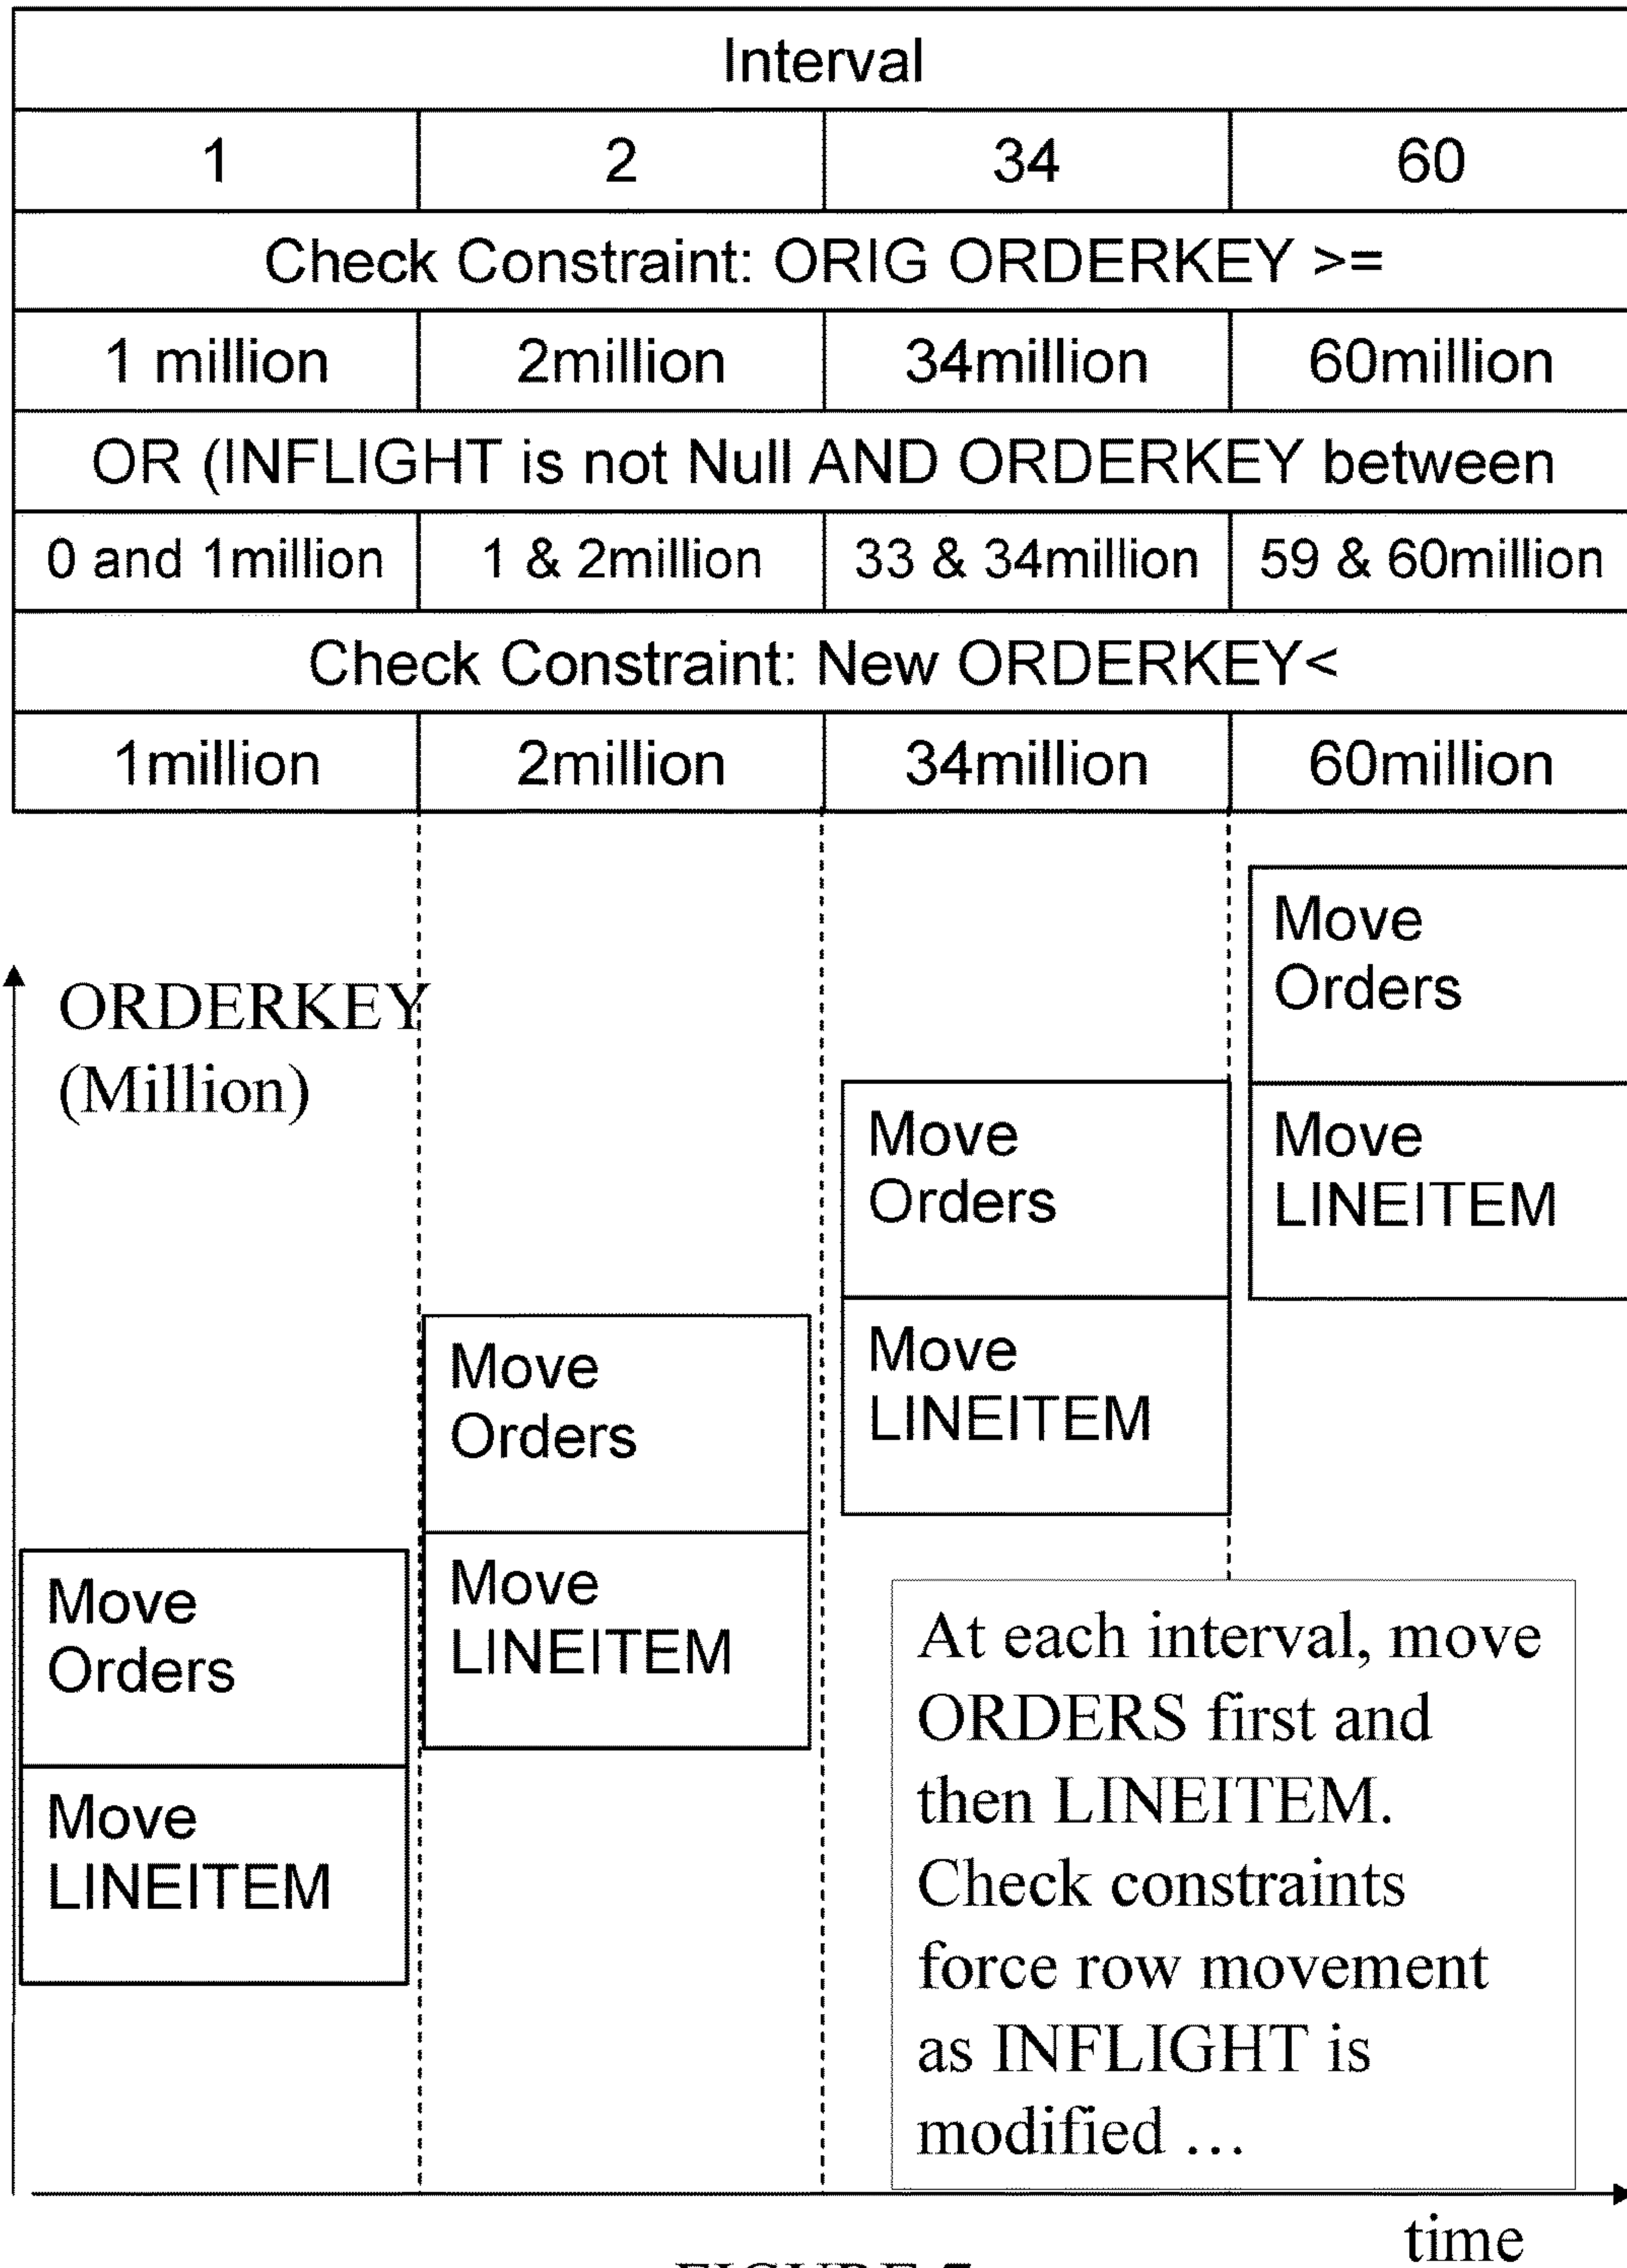 Interval
1 2 34 60
Check Constraint: ORIG ORDERKEY >=
1 million 2million 34million 60million
OR (INFLIGHT is not Null AND ORDERKEY between
0 and 1million 1 & 2million 33 & 34million 59 & 60million
Check Constraint: New ORDERKEY<
1million 2million 34million 60million
ORDERKEY
(Million)
Move
Orders
Move
LINEITEM
Move
Orders
Move
LINEITEM
Move
Orders
Move
LINEITEM
Move
Orders
Move
LINEITEM
At each interval, move
ORDERS first and
then LINEITEM.
Check constraints
force row movement
as INFLIGHT is
modified ...
time